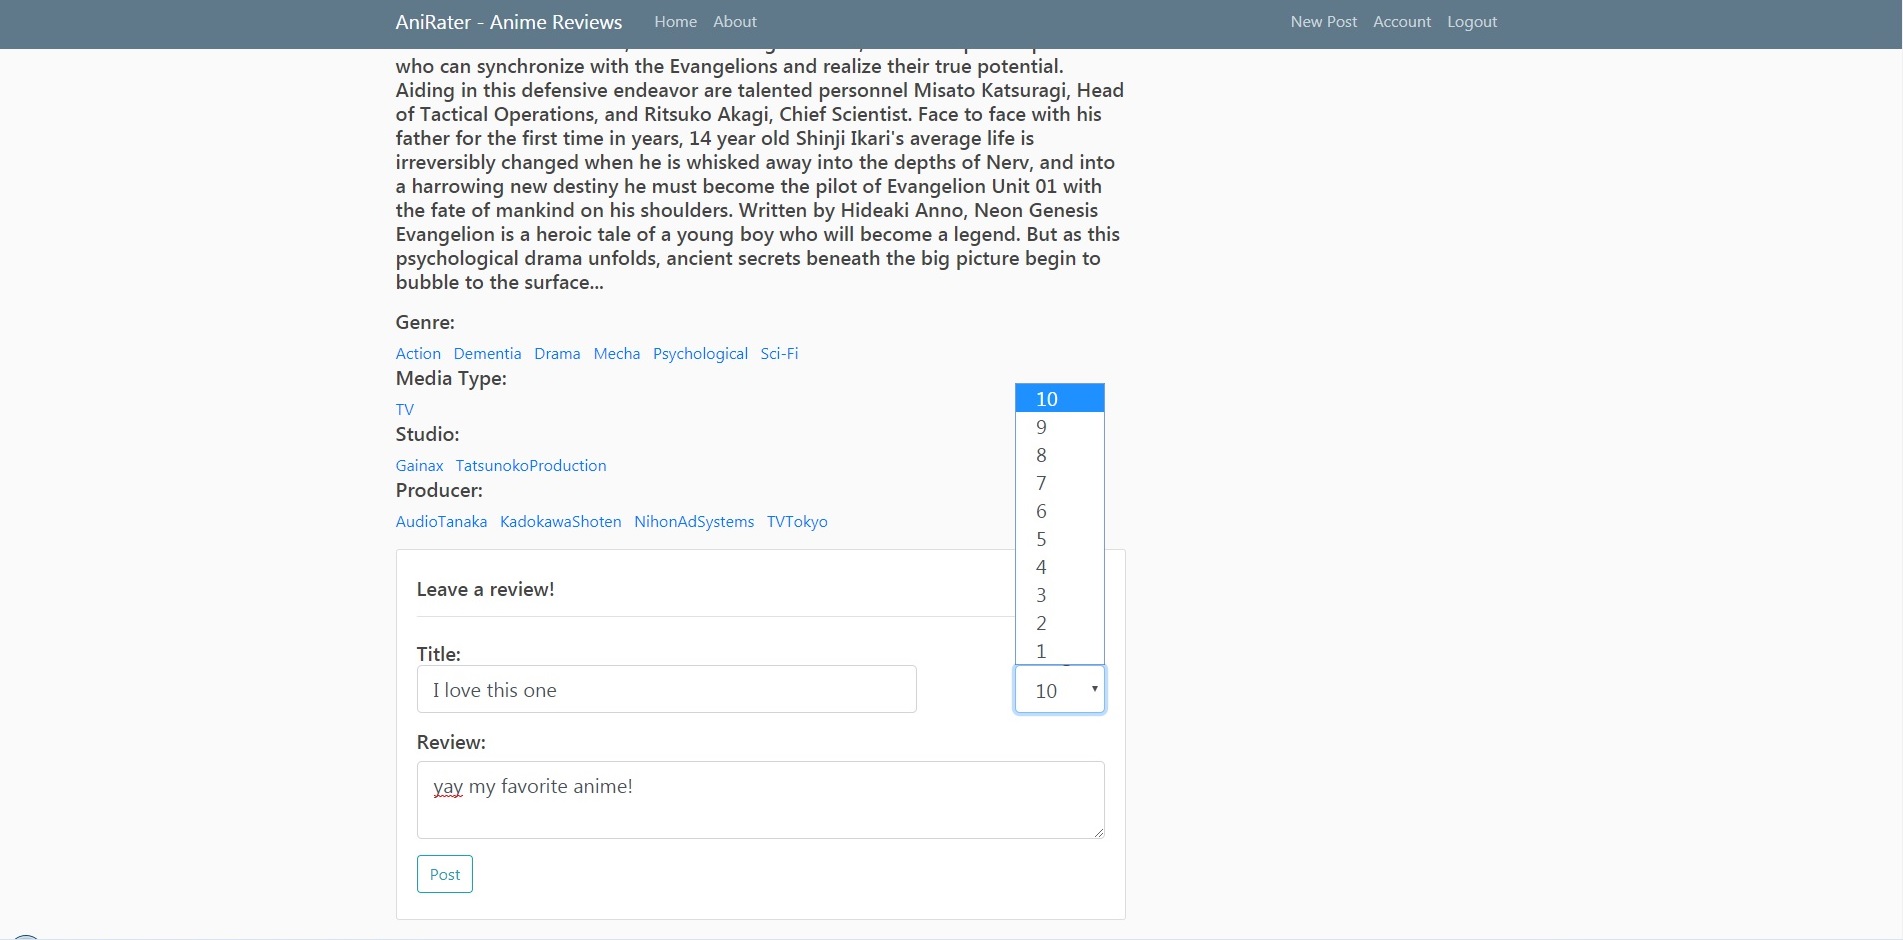 AniRater - Anime Reviews Home About New Post Account Logout
who can synchronize with the Evangelions and realize their true potential.
Aiding in this defensive endeavor are talented personnel Misato Katsuragi, Head
of Tactical Operations, and Ritsuko Akagi, Chief Scientist. Face to face with his
father for the first time in years, 14 year old Shinji Ikari's average life is
irreversibly changed when he is whisked away into the depths of Nerv, and into
a harrowing new destiny he must become the pilot of Evangelion Unit 01 with
the fate of mankind on his shoulders. Written by Hideaki Anno, Neon Genesis
Evangelion is a heroic tale of a young boy who will become a legend. But as this
psychological drama unfolds, ancient secrets beneath the big picture begin to
bubble to the surface...
Genre:
Action Dementia Drama Mecha Psychological Sci-Fi
Media Type:
TV
Studio:
Gainax TatsunokoProduction
Producer:
AudioTanaka KadokawaShoten NihonAdSystems TVTokyo
Leave a review!
10
9
8
7
6
5
4
3
2
1
Title:
I love this one
10
Review:
yay my favorite anime!
Post